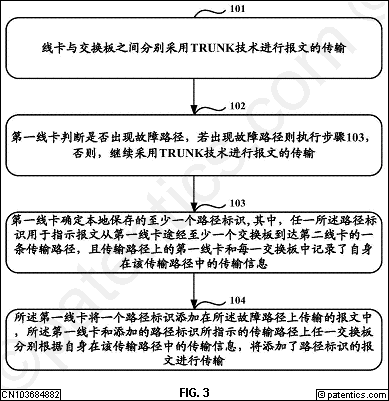 101
线卡与交换板之间分别采用TRUNK技术进行报文的传输
102
第一线卡判断是否出现故障路径，若出现故障路径则执行步骤103，
否则，继续采用TRUNK技术进行报文的传输
103
第一线卡确定本地保存的至少一个路径标识,其中，任一所述路径标
识用于指示报文从第一线卡途经至少一个交换板到达第二线卡的一
条传输路径，且传输路径上的第一线卡和每一交换板中记录了自身
在该传输路径中的传输信息
104
所述第一线卡将一个路径标识添加在所述故障路径上传输的报文中
，所述第一线卡和添加的路径标识所指示的传输路径上任一交换板
分别根据自身在该传输路径中的传输信息，将添加了路径标识的报
文进行传输
CN103684882
FIG. 3
© patentics.com
© patentics.com